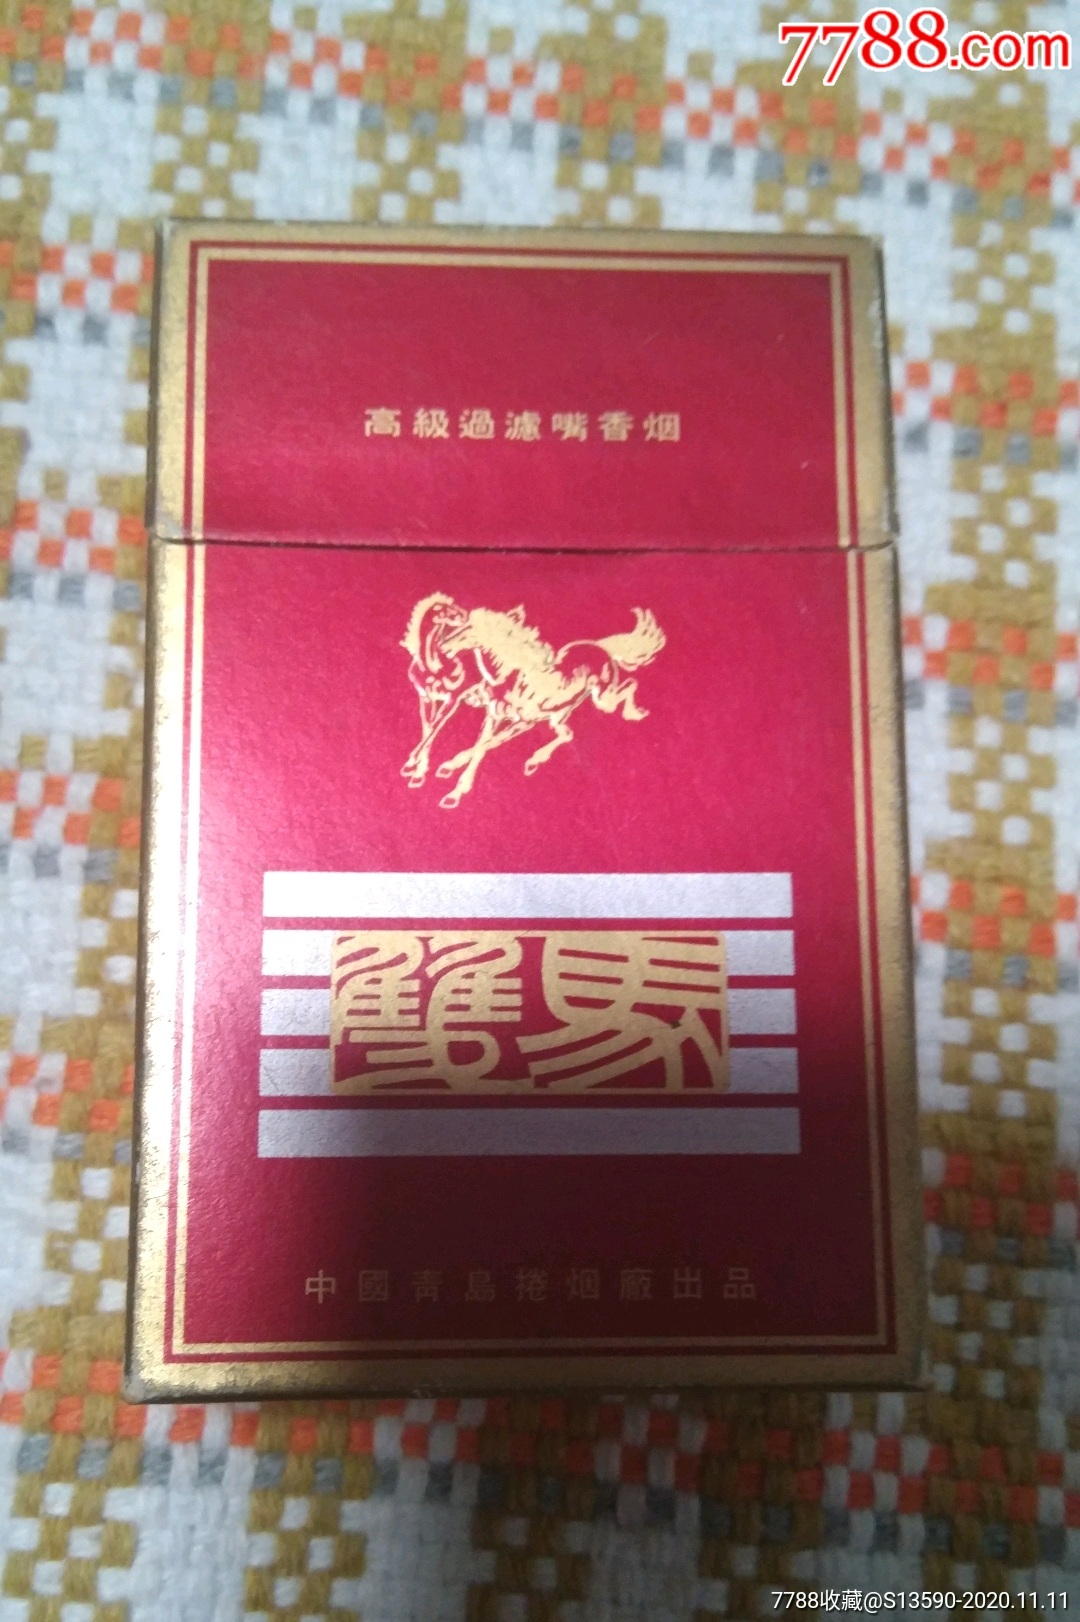 7788.com
高級過濾嘴香烟
雙馬
中國青島捲烟廠出品
7788收藏@S13590-2020.11.11